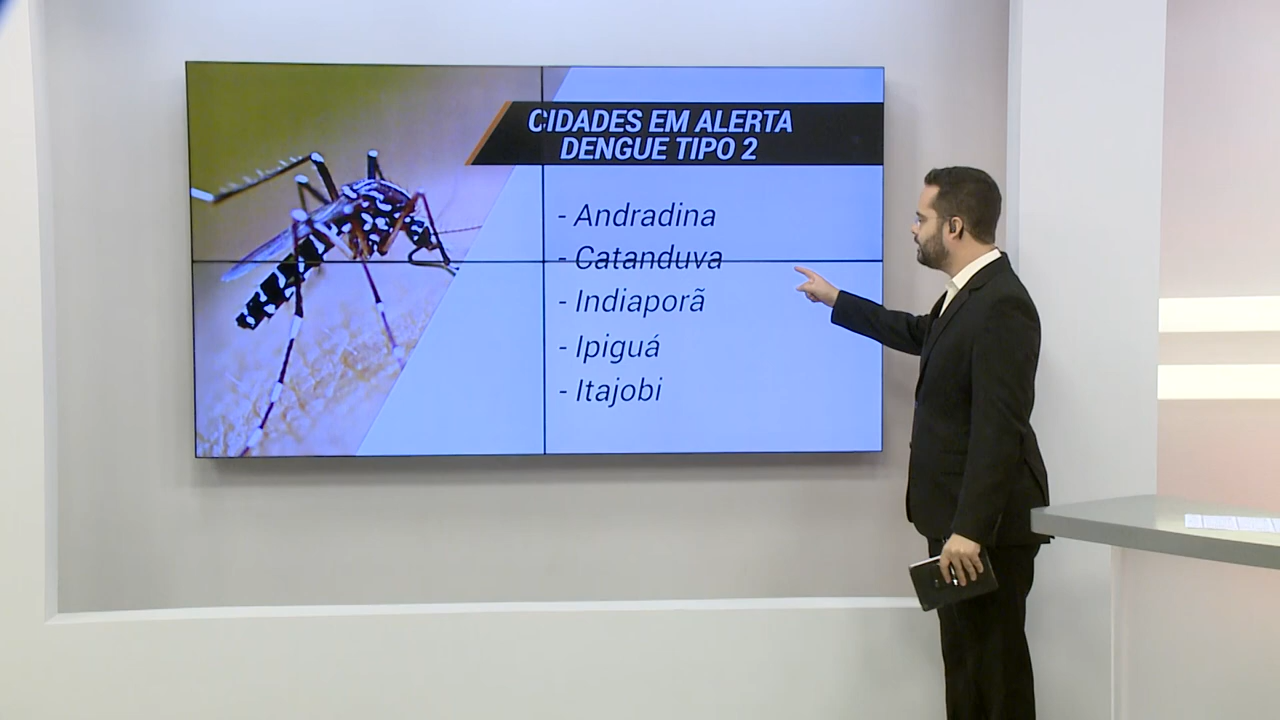 CIDADES EM ALERTA
DENGUE TIPO 2
- Andradina
- Catanduva
- Indiaporã
- Ipiguá
- Itajobi